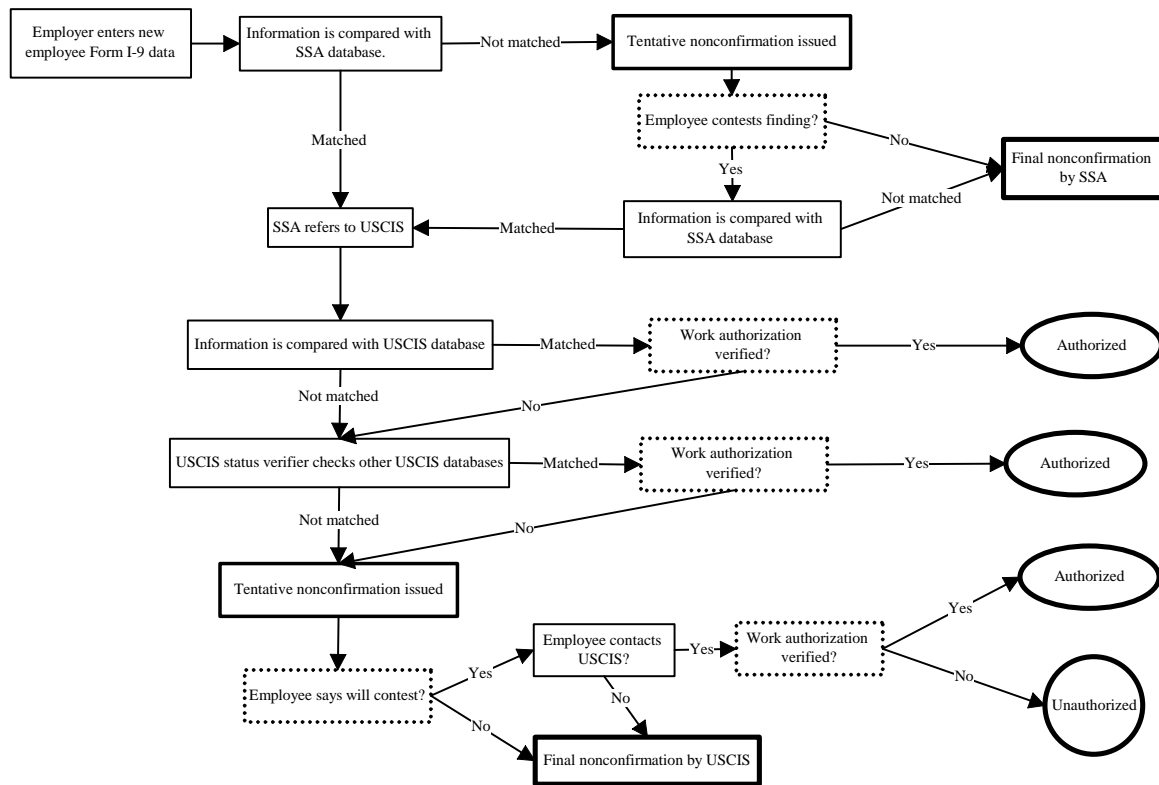 Employer enters new
employee Form I-9 data
Information is compared with
SSA database.
Not matched
Tentative nonconfirmation issued
Matched
Employee contests finding?
No
Yes
Final nonconfirmation
by SSA
Not matched
SSA refers to USCIS
Matched
Information is compared with
SSA database
Information is compared with USCIS database
Matched
Work authorization
verified?
Yes
Authorized
Not matched
No
USCIS status verifier checks other USCIS databases
Matched
Work authorization
verified?
Yes
Authorized
Not matched
No
Tentative nonconfirmation issued
Authorized
Yes
Employee says will contest?
Yes
Employee contacts
USCIS?
Yes
Work authorization
verified?
No
Unauthorized
No
No
Final nonconfirmation by USCIS